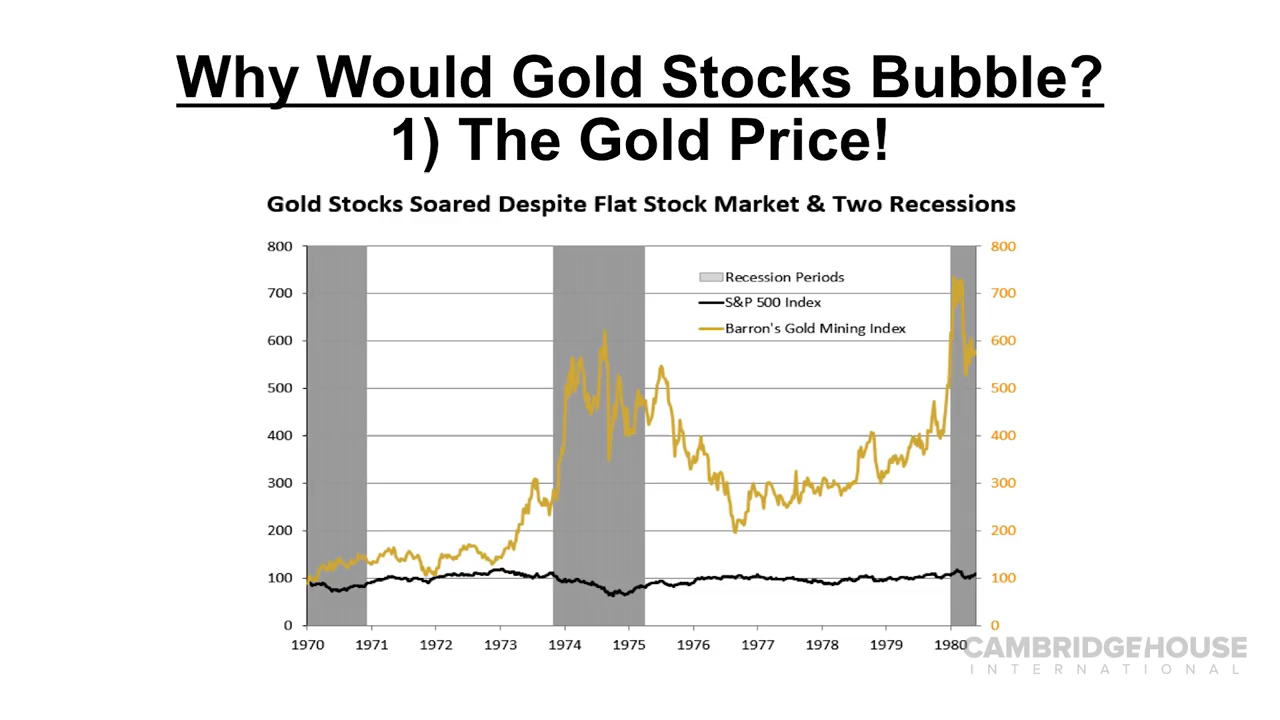 Why Would Gold Stocks Bubble?
1) The Gold Price!
Gold Stocks Soared Despite Flat Stock Market & Two Recessions
800 800
700 700
600 600
500 500
400 400
300 300
200 200
100 100
0 0
Recession Periods
S&P 500 Index
Barron's Gold Mining Index
1970 1971 1972 1973 1974 1975 1976 1977 1978 1979 1980
CAMBRIDGEHOUSE
INTERNATIONAL